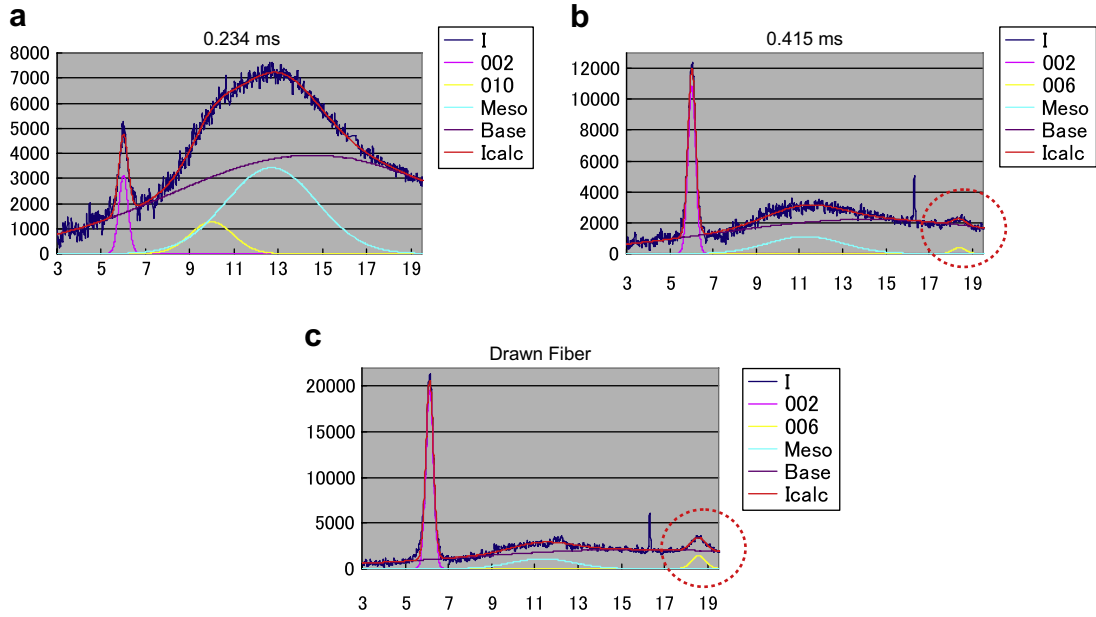 a
0.234 ms
8000
7000
6000
5000
4000
3000
2000
1000
0
3 5 7 9 11 13 15 17 19
I
002
010
Meso
Base
Icalc
b
0.415 ms
12000
10000
8000
6000
4000
2000
0
3 5 7 9 11 13 15 17 19
I
002
006
Meso
Base
Icalc
c
Drawn Fiber
20000
15000
10000
5000
0
3 5 7 9 11 13 15 17 19
I
002
006
Meso
Base
Icalc